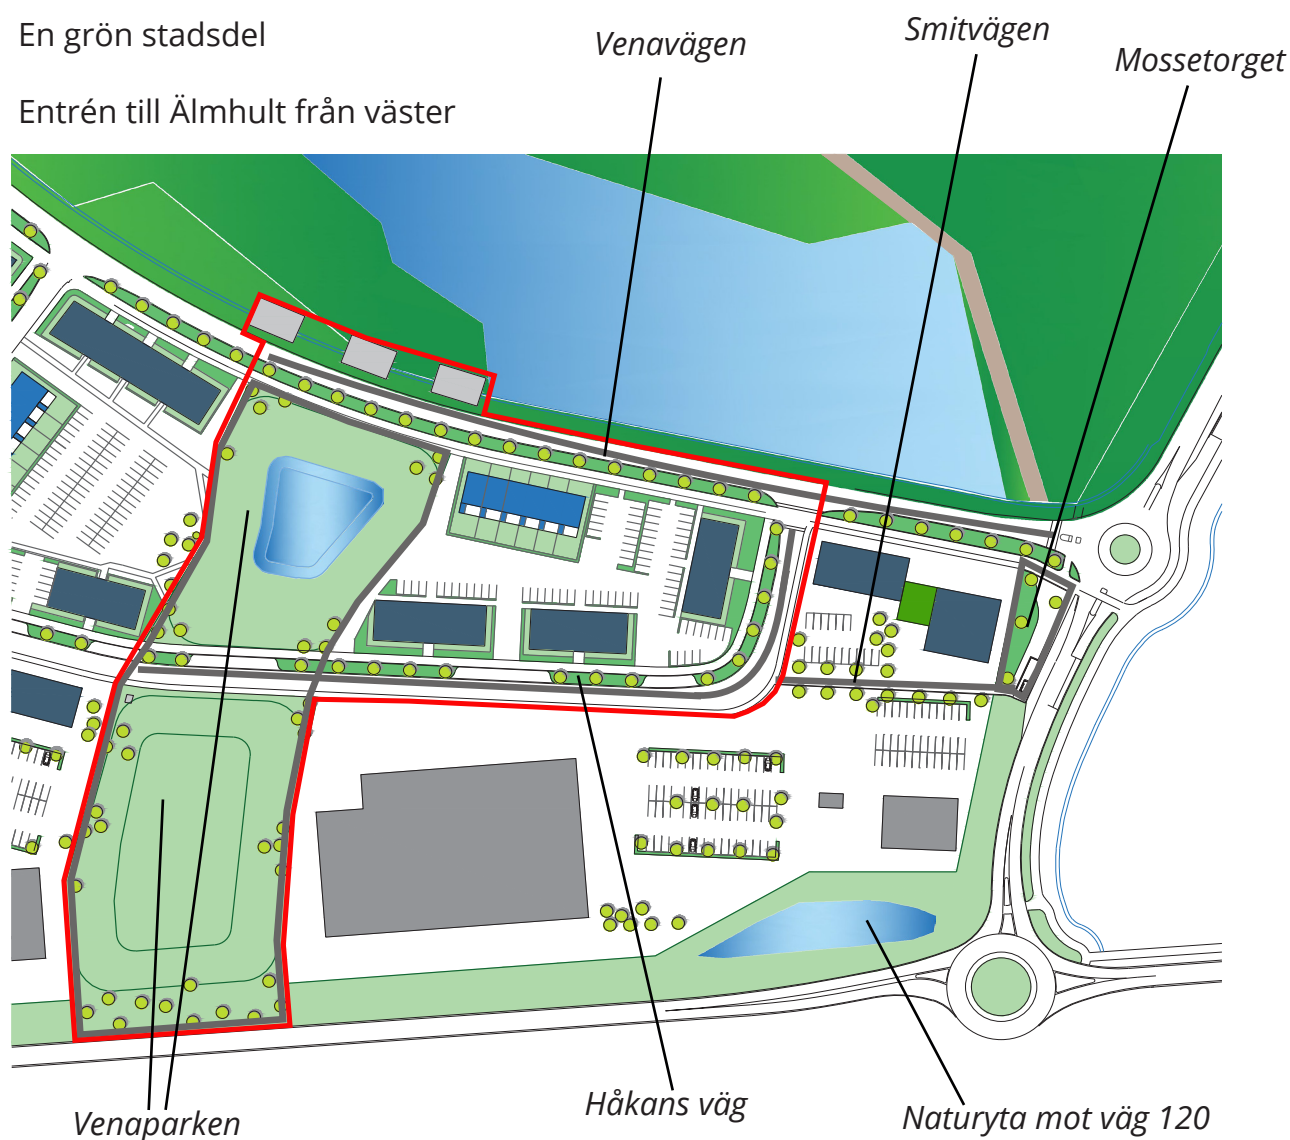 En grön stadsdel
Smitvägen
Venavägen
Mossetorget
Entrén till Älmhult från väster
Håkans väg
Naturyta mot väg 120
Venaparken